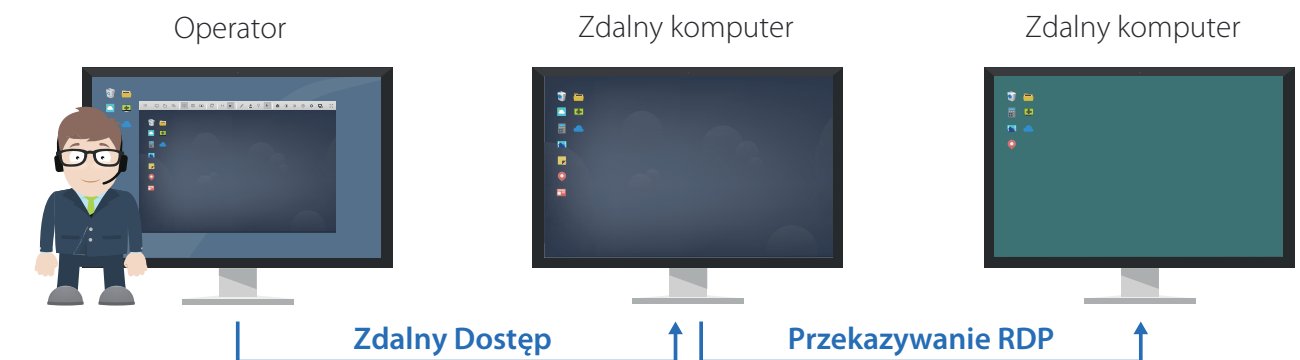 Operator
Zdalny komputer
Zdalny komputer
Zdalny Dostęp
Przekazywanie RDP